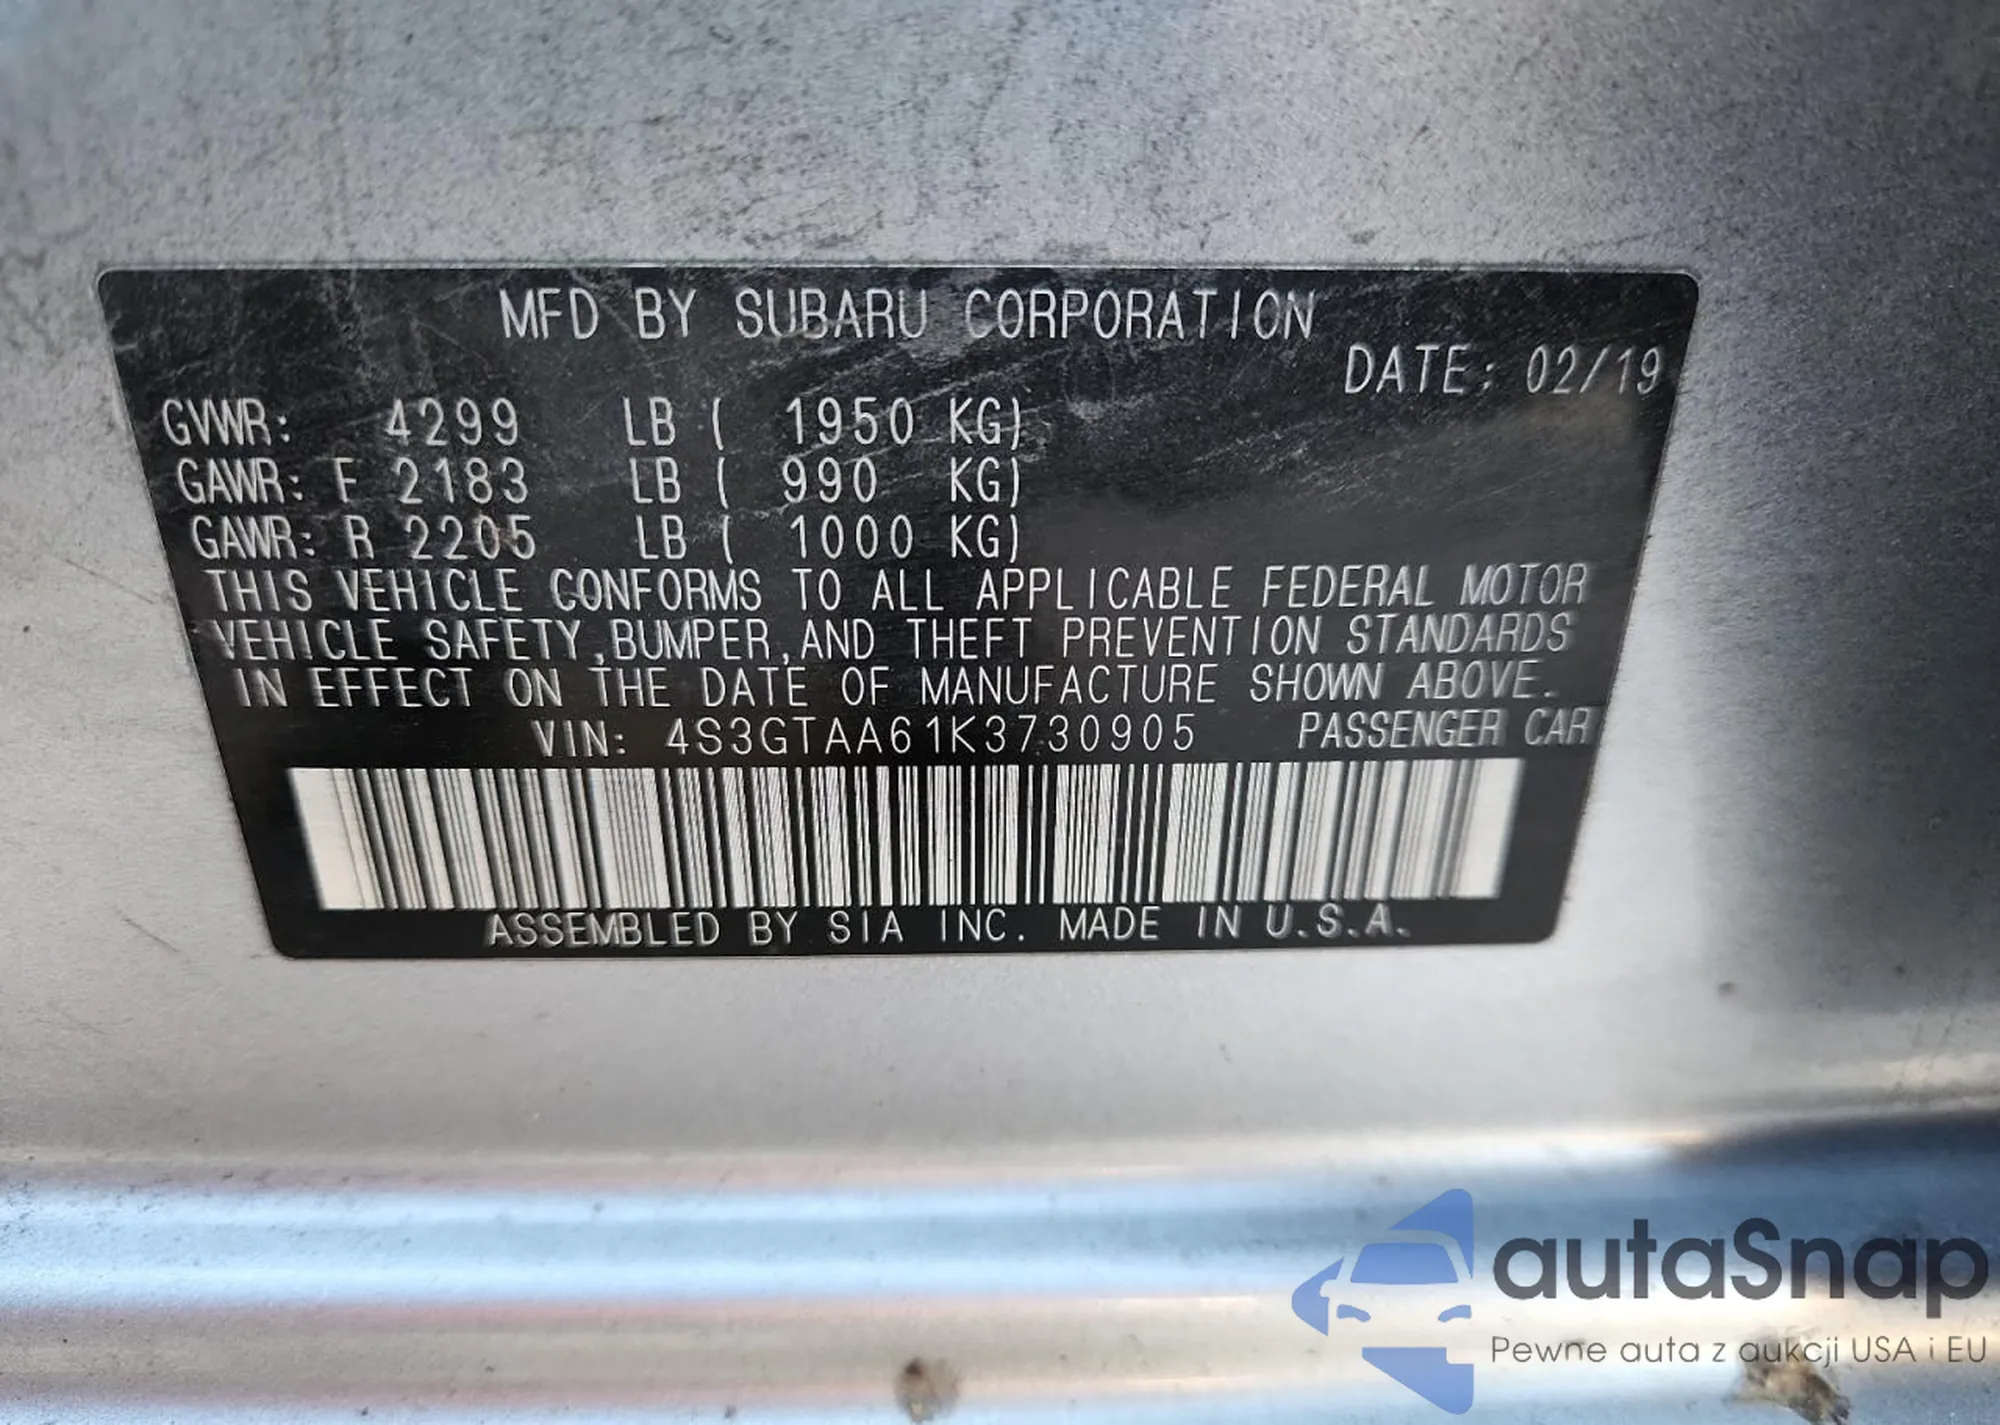 MFD BY SUBARU CORPORATION
DATE: 02/19
GVWR: 4299 LB ( 1950 KG)
GAWR: F 2183 LB ( 990 KG)
GAWR: R 2205 LB ( 1000 KG)
THIS VEHICLE CONFORMS TO ALL APPLICABLE FEDERAL MOTOR
VEHICLE SAFETY,BUMPER,AND THEFT PREVENTION STANDARDS
IN EFFECT ON THE DATE OF MANUFACTURE SHOWN ABOVE.
VIN: 4S3GTAA61K3730905 PASSENGER CAR
ASSEMBLED BY SIA INC. MADE IN U.S.A.
autaSnap
Pewne auta z aukcji USA i EU